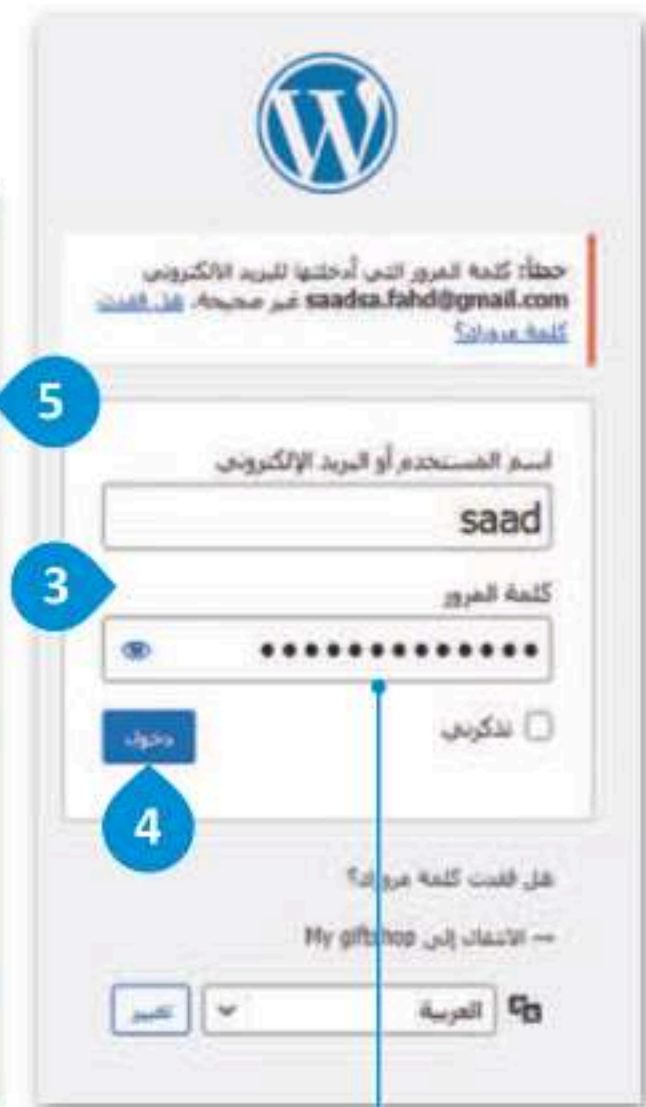 خطأ: كلمة المرور التي أدخلتها للبريد الالكتروني
saadsa.fahd@gmail.com غير صحيحة. هل فقدت
كلمة مرورك؟
5
اسم المستخدم أو البريد الإلكتروني
saad
3
كلمة المرور
•••••••••••••
تذكرني
دخول
4
هل فقدت كلمة مرورك؟
— الانتقال إلى My giftshop
العربية
تغيير